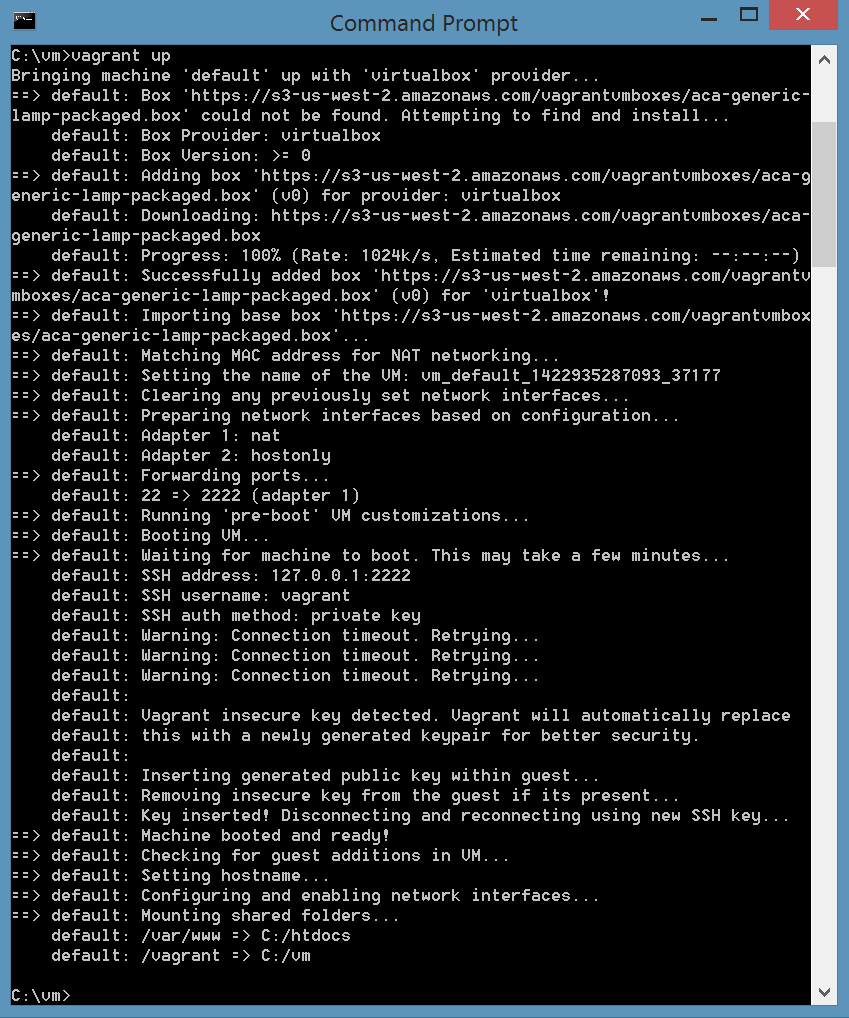 Command Prompt
C:\vm>vagrant up
Bringing machine 'default' up with 'virtualbox' provider...
==> default: Box 'https://s3-us-west-2.amazonaws.com/vagrantvmboxes/aca-generic-
lamp-packaged.box' could not be found. Attempting to find and install...
    default: Box Provider: virtualbox
    default: Box Version: >= 0
==> default: Adding box 'https://s3-us-west-2.amazonaws.com/vagrantvmboxes/aca-g
eneric-lamp-packaged.box' (v0) for provider: virtualbox
    default: Downloading: https://s3-us-west-2.amazonaws.com/vagrantvmboxes/aca-
generic-lamp-packaged.box
    default: Progress: 100% (Rate: 1024k/s, Estimated time remaining: --:--:--)
==> default: Successfully added box 'https://s3-us-west-2.amazonaws.com/vagrantv
mboxes/aca-generic-lamp-packaged.box' (v0) for 'virtualbox'!
==> default: Importing base box 'https://s3-us-west-2.amazonaws.com/vagrantvmbox
es/aca-generic-lamp-packaged.box'...
==> default: Matching MAC address for NAT networking...
==> default: Setting the name of the VM: vm_default_1422935287093_37177
==> default: Clearing any previously set network interfaces...
==> default: Preparing network interfaces based on configuration...
    default: Adapter 1: nat
    default: Adapter 2: hostonly
==> default: Forwarding ports...
    default: 22 => 2222 (adapter 1)
==> default: Running 'pre-boot' VM customizations...
==> default: Booting VM...
==> default: Waiting for machine to boot. This may take a few minutes...
    default: SSH address: 127.0.0.1:2222
    default: SSH username: vagrant
    default: SSH auth method: private key
    default: Warning: Connection timeout. Retrying...
    default: Warning: Connection timeout. Retrying...
    default: Warning: Connection timeout. Retrying...
    default:
    default: Vagrant insecure key detected. Vagrant will automatically replace
    default: this with a newly generated keypair for better security.
    default:
    default: Inserting generated public key within guest...
    default: Removing insecure key from the guest if its present...
    default: Key inserted! Disconnecting and reconnecting using new SSH key...
==> default: Machine booted and ready!
==> default: Checking for guest additions in VM...
==> default: Setting hostname...
==> default: Configuring and enabling network interfaces...
==> default: Mounting shared folders...
    default: /var/www => C:/htdocs
    default: /vagrant => C:/vm
C:\vm>